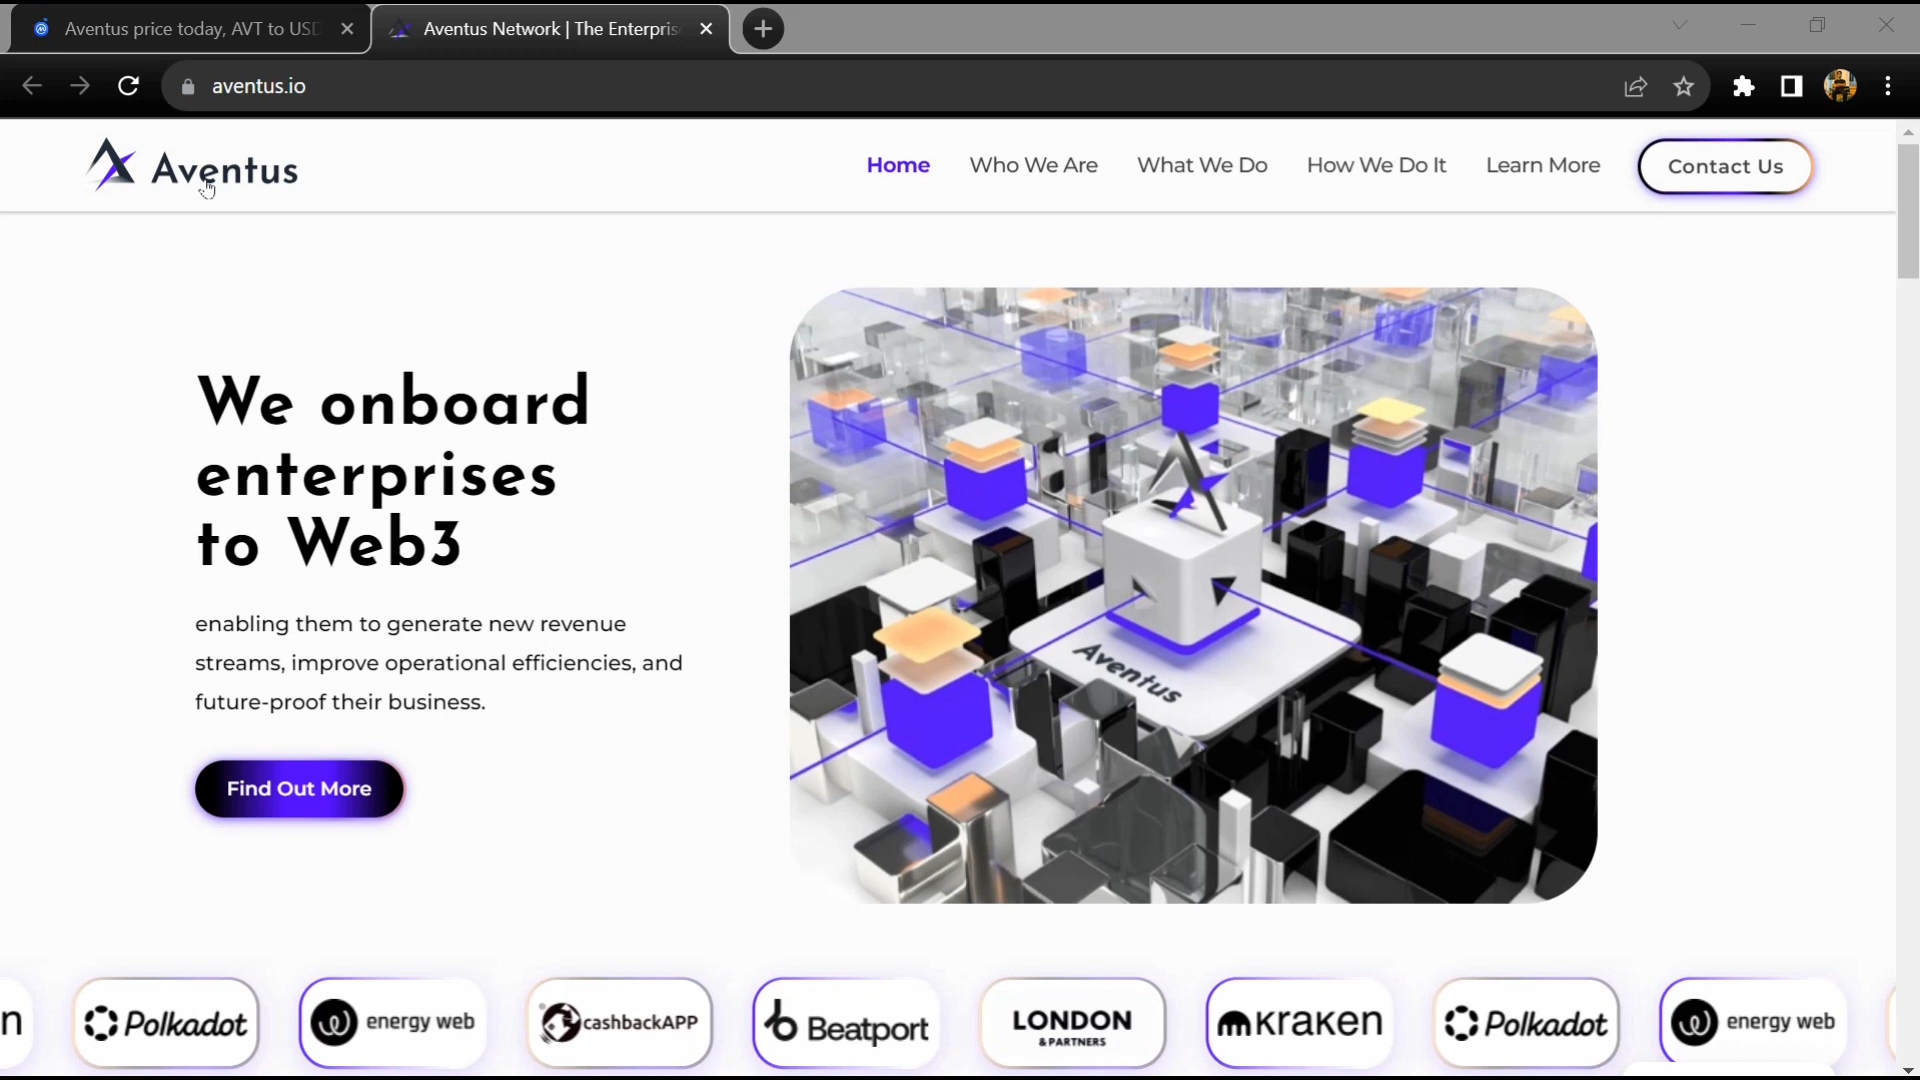 Aventus price today, AVT to USD
Aventus Network | The Enterpris
aventus.io
Aventus
Home
Who We Are
What We Do
How We Do It
Learn More
Contact Us
We onboard
enterprises
to Web3
enabling them to generate new revenue
streams, improve operational efficiencies, and
future-proof their business.
Find Out More
Aventus
n
Polkadot
energy web
cashbackAPP
Beatport
LONDON
& PARTNERS
kraken
Polkadot
energy web